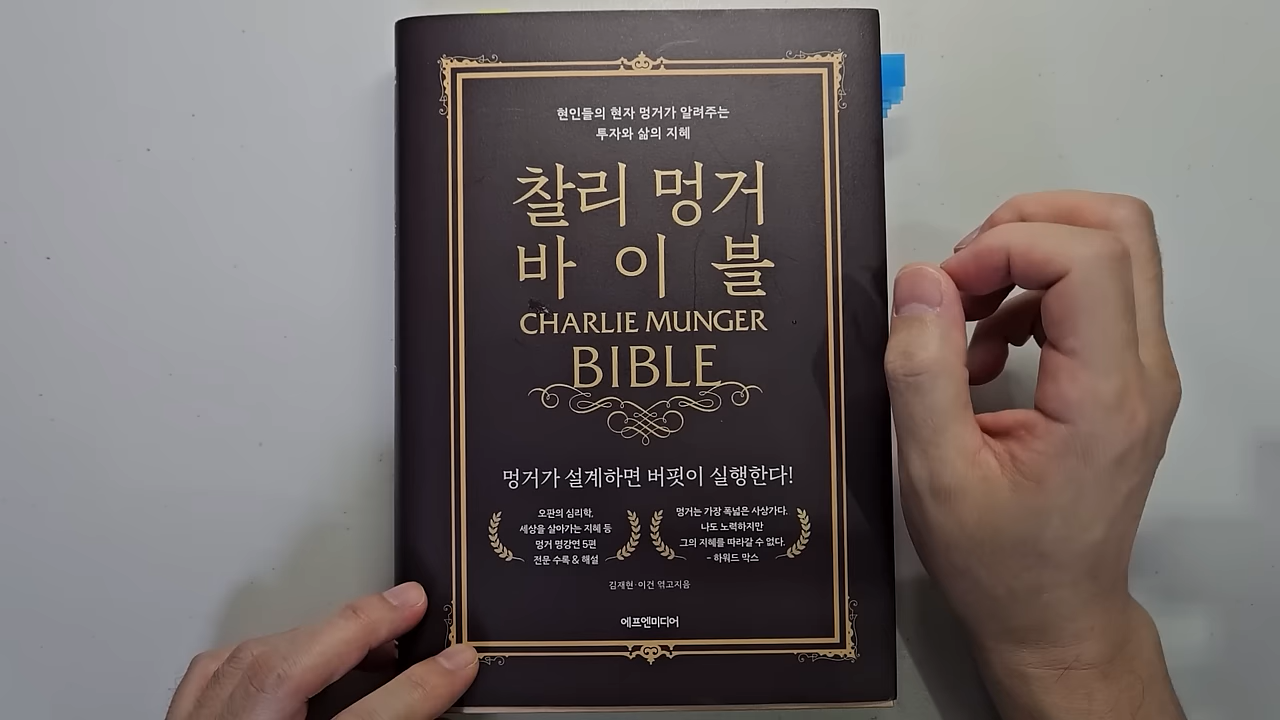 현인들의 현자 멍거가 알려주는
투자와 삶의 지혜
찰리 멍거
바이블
CHARLIE MUNGER
BIBLE
멍거가 설계하면 버핏이 실행한다!
오판의 심리학,
세상을 살아가는 지혜 등
멍거 명강연 5편
전문 수록 & 해설
멍거는 가장 폭넓은 사상가다.
나도 노력하지만
그의 지혜를 따라갈 수 없다.
- 하워드 막스
김재현·이건 엮고지음
에프엔미디어